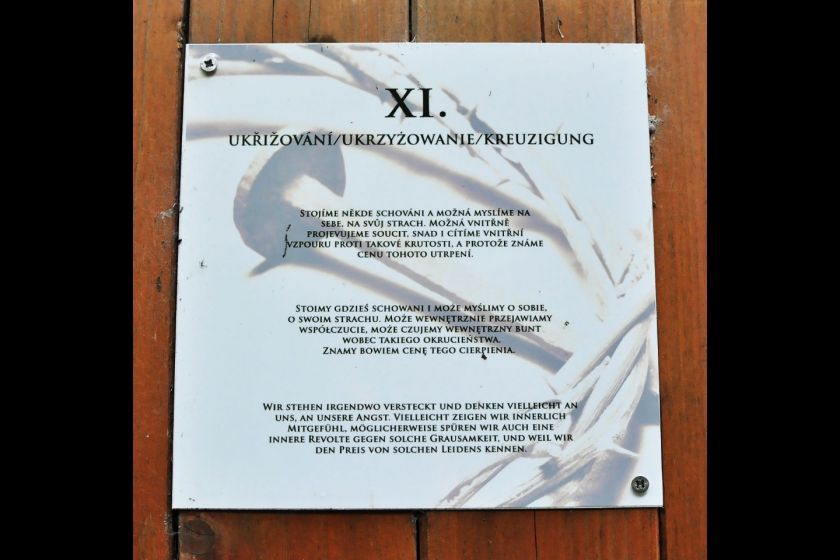 XI.
UKŘIŽOVÁNÍ/UKRZYŻOWANIE/KREUZIGUNG
STOJÍME NĚKDE SCHOVÁNI A MOŽNÁ MYSLÍME NA
SEBE, NA SVŮJ STRACH. MOŽNÁ VNITŘNĚ
PROJEVUJEME SOUCIT, SNAD I CÍTÍME VNITŘNÍ
VZPOURU PROTI TAKOVÉ KRUTOSTI, A PROTOŽE ZNÁME
CENU TOHOTO UTRPENÍ.
STOIMY GDZIEŚ SCHOWANI I MOŻE MYŚLIMY O SOBIE,
O SWOIM STRACHU. MOŻE WEWNĘTRZNIE PRZEJAWIAMY
WSPÓŁCZUCIE, MOŻE CZUJEMY WEWNĘTRZNY BUNT
WOBEC TAKIEGO OKRUCIEŃSTWA.
ZNAMY BOWIEM CENĘ TEGO CIERPIENIA.
WIR STEHEN IRGENDWO VERSTECKT UND DENKEN VIELLEICHT AN
UNS, AN UNSERE ANGST. VIELLEICHT ZEIGEN WIR INNERLICH
MITGEFÜHL, MÖGLICHERWEISE SPÜREN WIR AUCH EINE
INNERE REVOLTE GEGEN SOLCHE GRAUSAMKEIT, UND WEIL WIR
DEN PREIS VON SOLCHEN LEIDENS KENNEN.